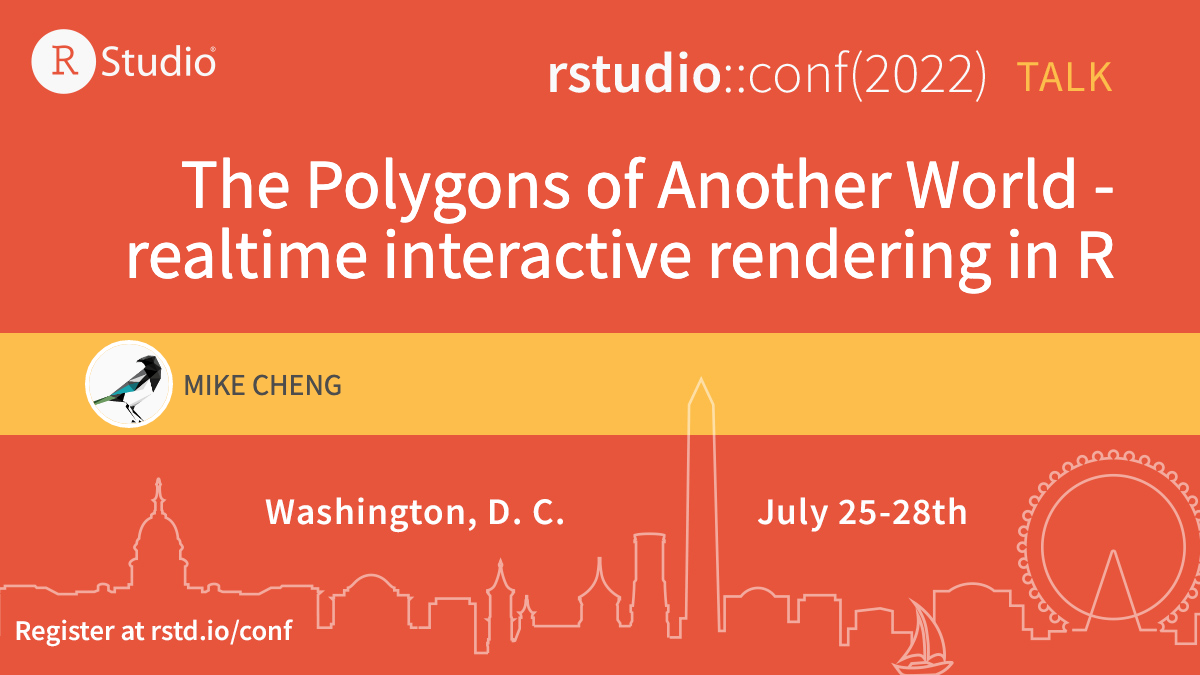 R Studio®
rstudio::conf(2022) TALK
The Polygons of Another World -
realtime interactive rendering in R
MIKE CHENG
Washington, D. C.
July 25-28th
Register at rstd.io/conf